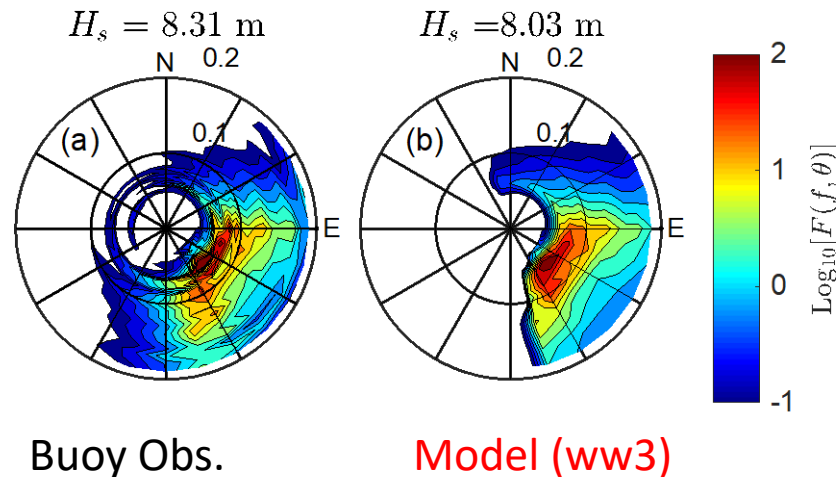 H_s = 8.31 m
H_s =8.03 m
N
0.2
N
0.2
(a)
0.1
(b)
0.1
E
E
2
1
0
-1
Log10[F(f, θ)]
Buoy Obs.
Model (ww3)